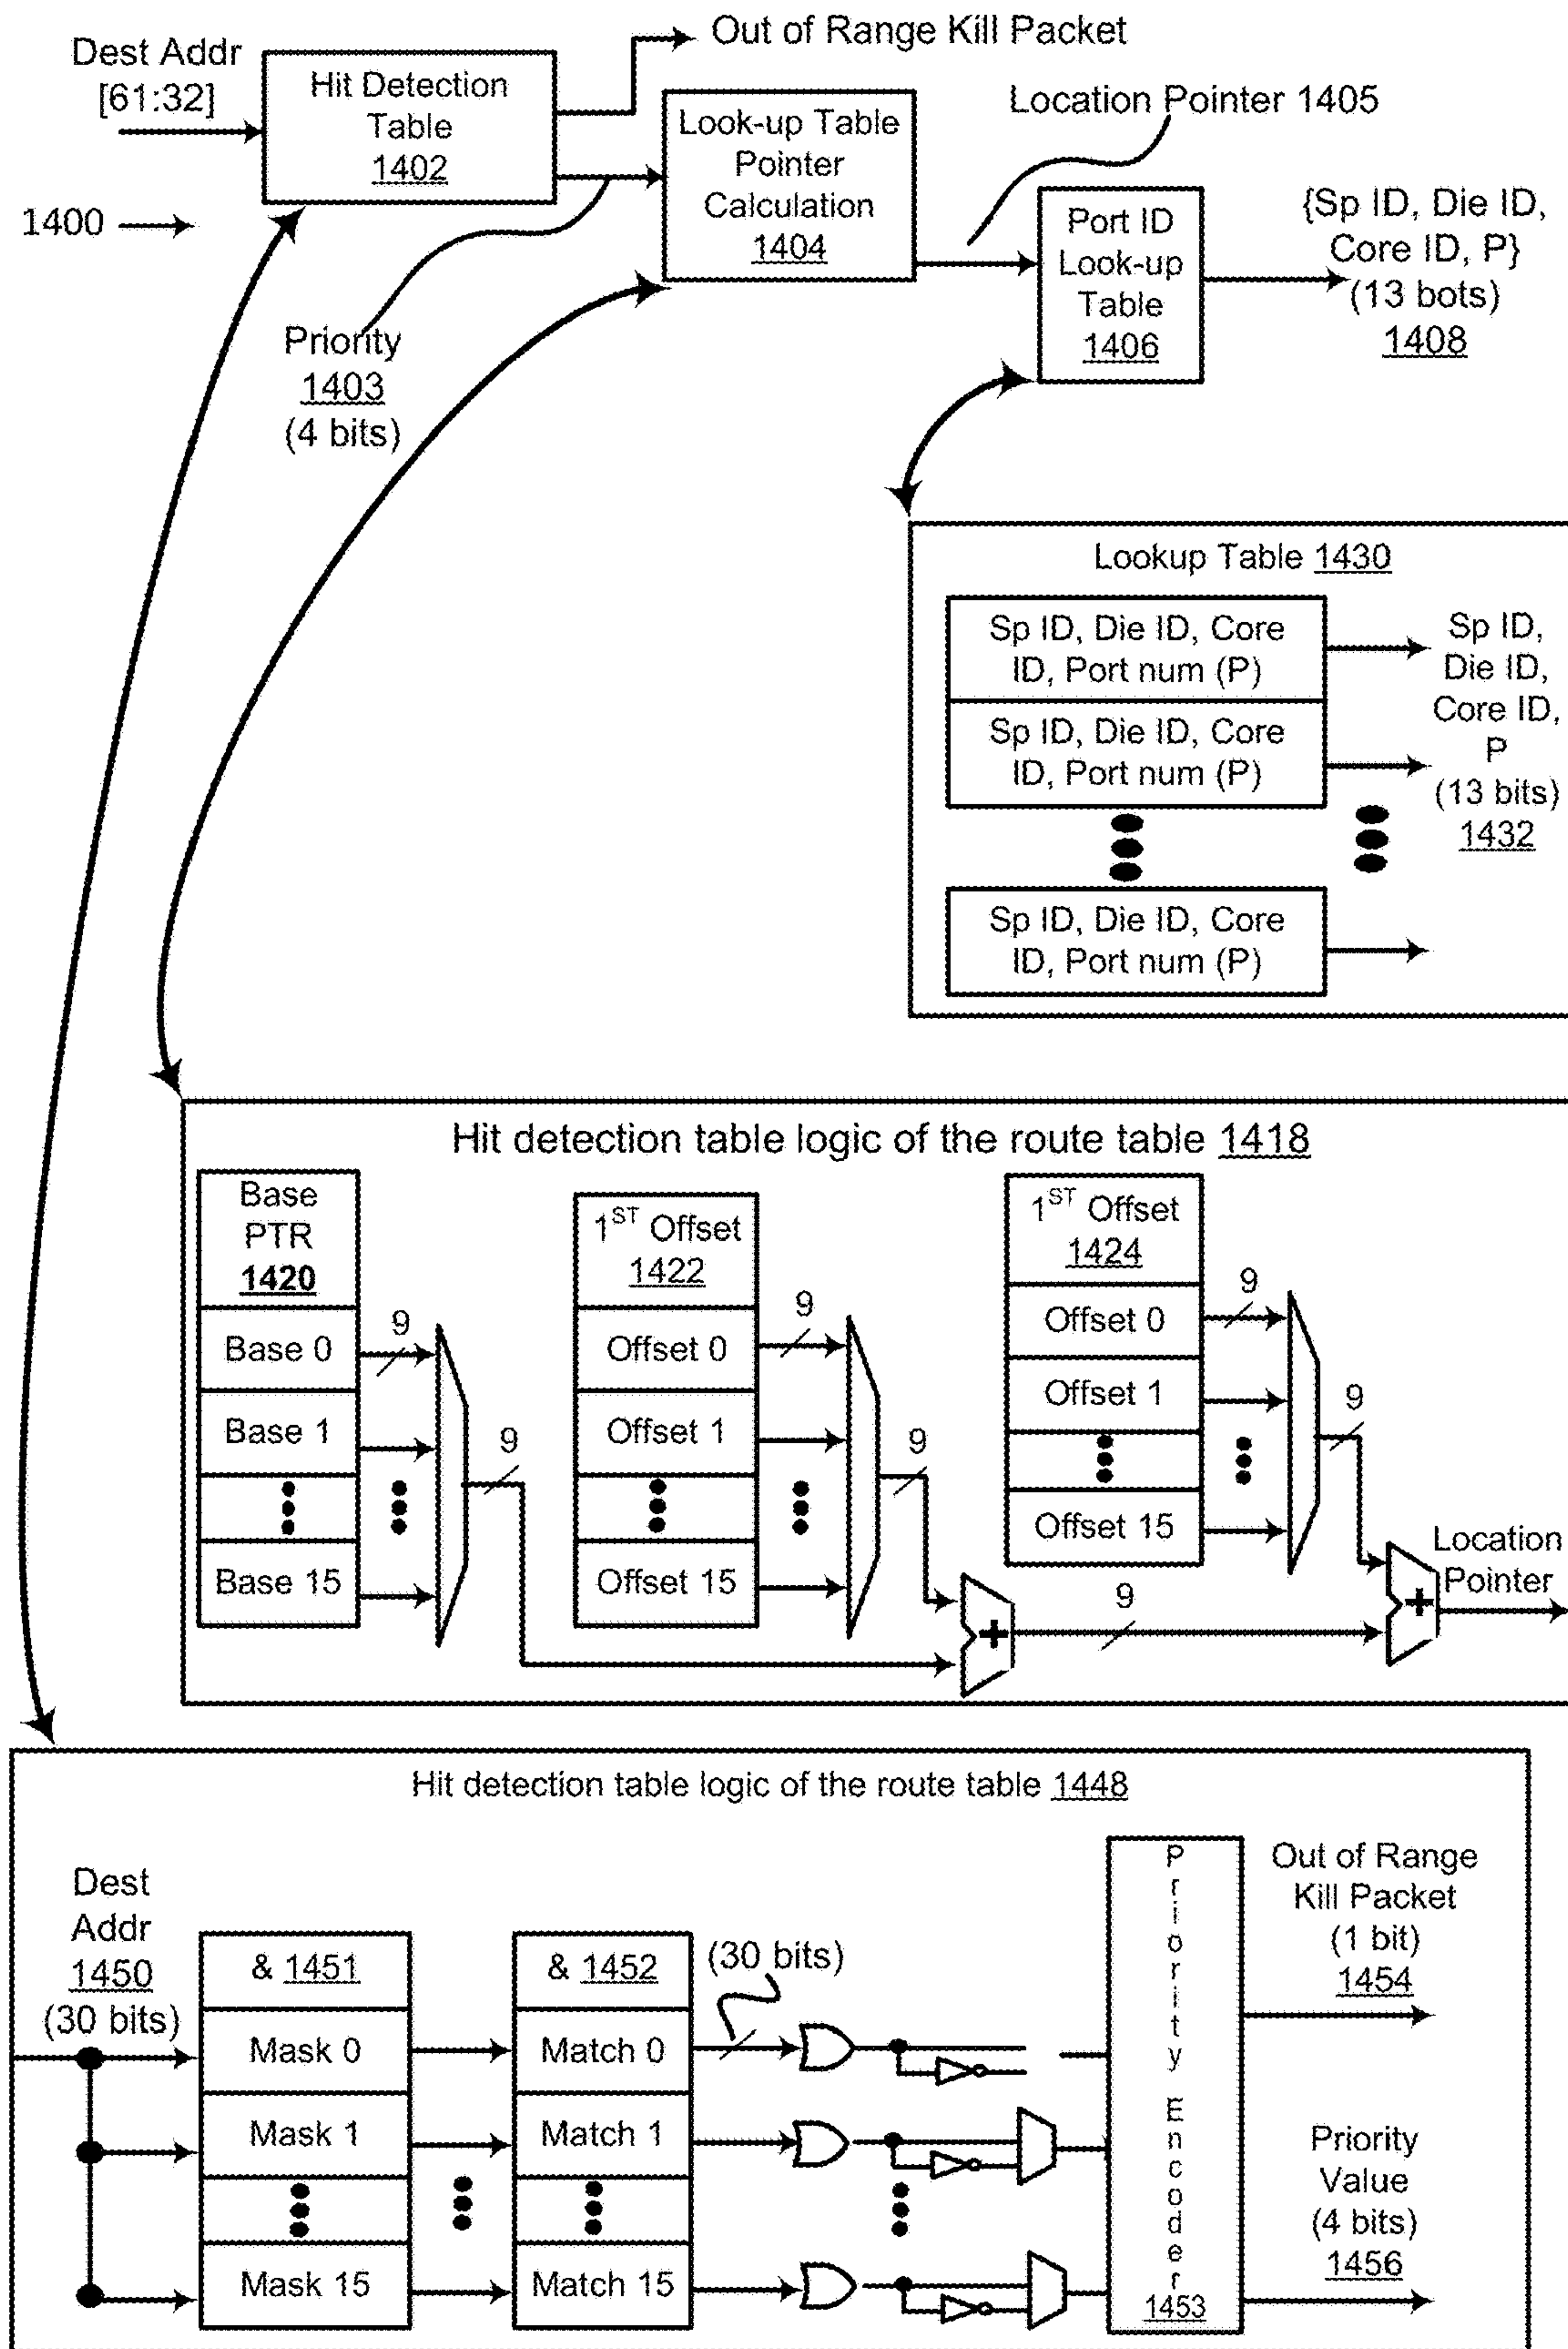 Out of Range Kill Packet
Dest Addr
[61:32]
Hit Detection
Table
1402
Look-up Table
Pointer
Calculation
1404
Location Pointer 1405
1400
Port ID
Look-up
Table
1406
{Sp ID, Die ID,
Core ID, P}
(13 bots)
1408
Priority
1403
(4 bits)
Lookup Table 1430
Sp ID, Die ID, Core
ID, Port num (P)
Sp ID, Die ID, Core
ID, Port num (P)
Sp ID, Die ID, Core
ID, Port num (P)
Sp ID,
Die ID,
Core ID,
P
(13 bits)
1432
Hit detection table logic of the route table 1418
Base
PTR
1420
Base 0
Base 1
Base 15
9
9
1ST Offset
1422
Offset 0
Offset 1
Offset 15
9
9
1ST Offset
1424
Offset 0
Offset 1
Offset 15
9
9
9
Location
Pointer
Hit detection table logic of the route table 1448
Dest
Addr
1450
(30 bits)
& 1451
Mask 0
Mask 1
Mask 15
& 1452
Match 0
Match 1
Match 15
(30 bits)
Priority Encoder
1453
Out of Range
Kill Packet
(1 bit)
1454
Priority
Value
(4 bits)
1456